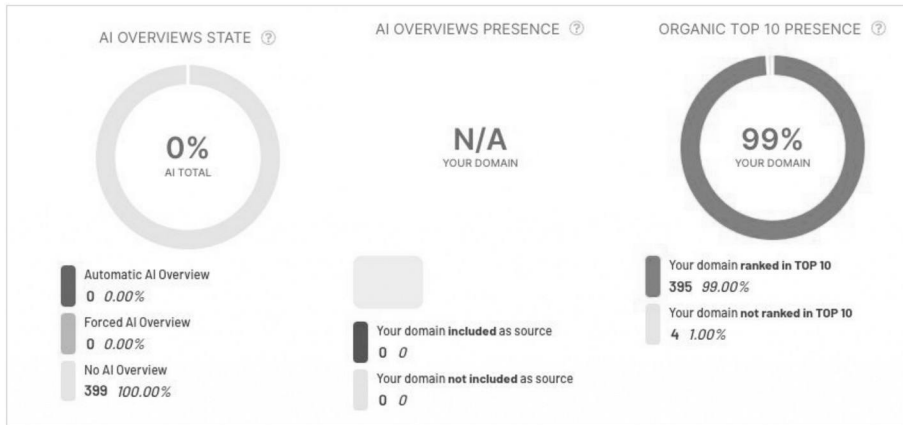 AI OVERVIEWS STATE ?
0%
AI TOTAL
Automatic AI Overview
0 0.00%
Forced AI Overview
0 0.00%
No AI Overview
399 100.00%
AI OVERVIEWS PRESENCE ?
N/A
YOUR DOMAIN
Your domain included as source
0 0
Your domain not included as source
0 0
ORGANIC TOP 10 PRESENCE ?
99%
YOUR DOMAIN
Your domain ranked in TOP 10
395 99.00%
Your domain not ranked in TOP 10
4 1.00%